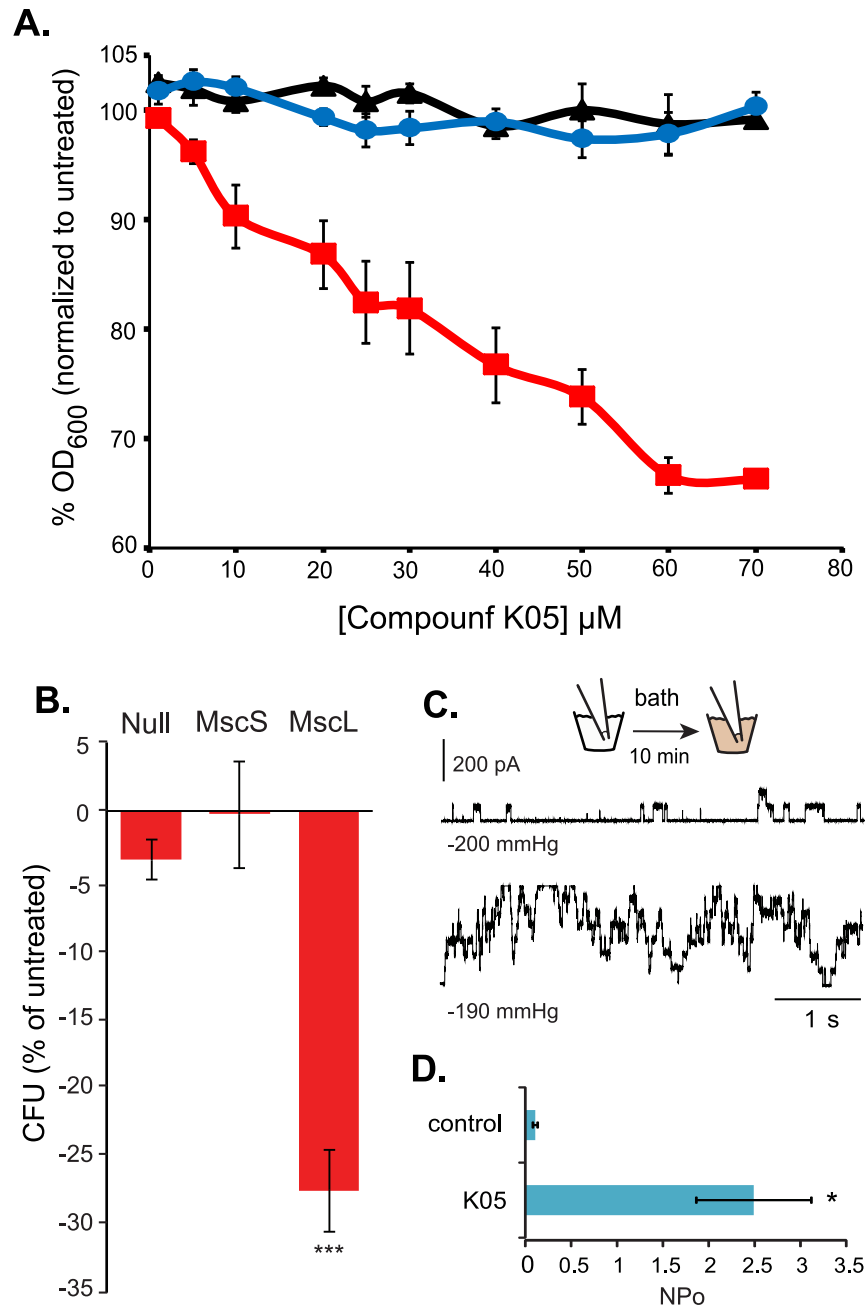 A.
105
100
90
80
70
60
% OD600 (normalized to untreated)
0 10 20 30 40 50 60 70 80
[Compounf K05] µM
B.
Null MscS MscL
5
0
-5
-10
-15
-20
-25
-30
-35
CFU (% of untreated)
***
C.
bath
10 min
200 pA
-200 mmHg
-190 mmHg
1 s
D.
control
K05
*
0 0.5 1 1.5 2 2.5 3 3.5
NPo